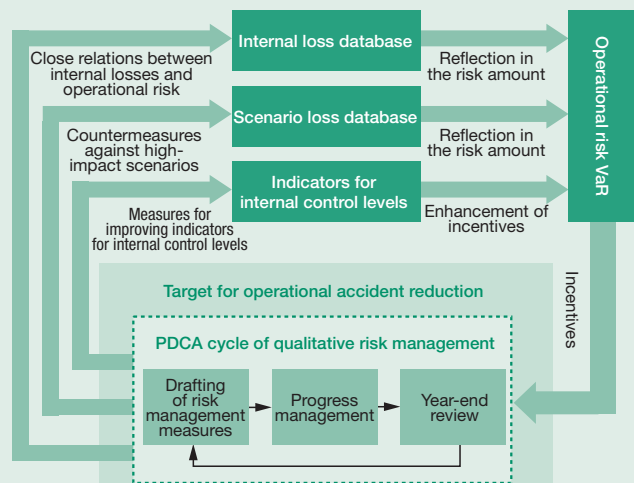 Internal loss database
Close relations between
internal losses and
operational risk
Reflection in
the risk amount
Operational risk VaR
Scenario loss database
Countermeasures
against high-
impact scenarios
Reflection in
the risk amount
Indicators for
internal control levels
Measures for
improving indicators
for internal control levels
Enhancement of
incentives
Incentives
Target for operational accident reduction
PDCA cycle of qualitative risk management
Drafting
of risk
management
measures
Progress
management
Year-end
review